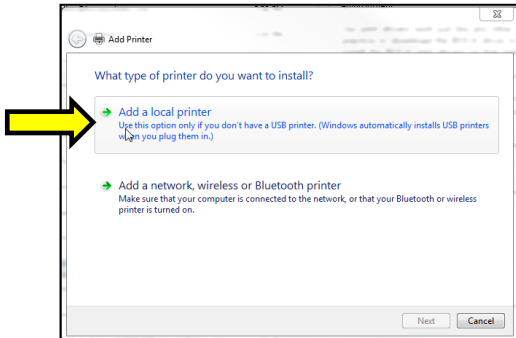 Add Printer
What type of printer do you want to install?
Add a local printer
Use this option only if you don't have a USB printer. (Windows automatically installs USB printers
when you plug them in.)
Add a network, wireless or Bluetooth printer
Make sure that your computer is connected to the network, or that your Bluetooth or wireless
printer is turned on.
Next Cancel